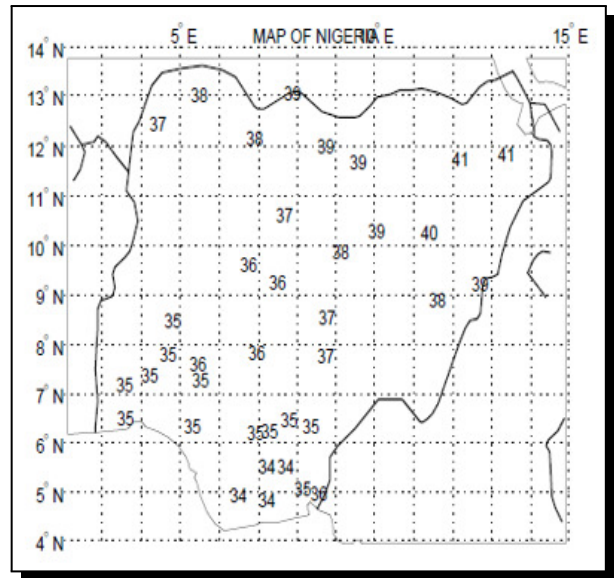 5° E MAP OF NIGERIA 10° E 15° E
14° N
13° N 38 39
37
12° N 38 39 41 41
39
11° N
37
10° N 39 40
38
36
9° N 36 39
38
35 37
8° N
35 36 37
36
7° N 35 35 35
35 35
6° N 35 35 35 35
34 34
5° N 34 34 35 36
4° N